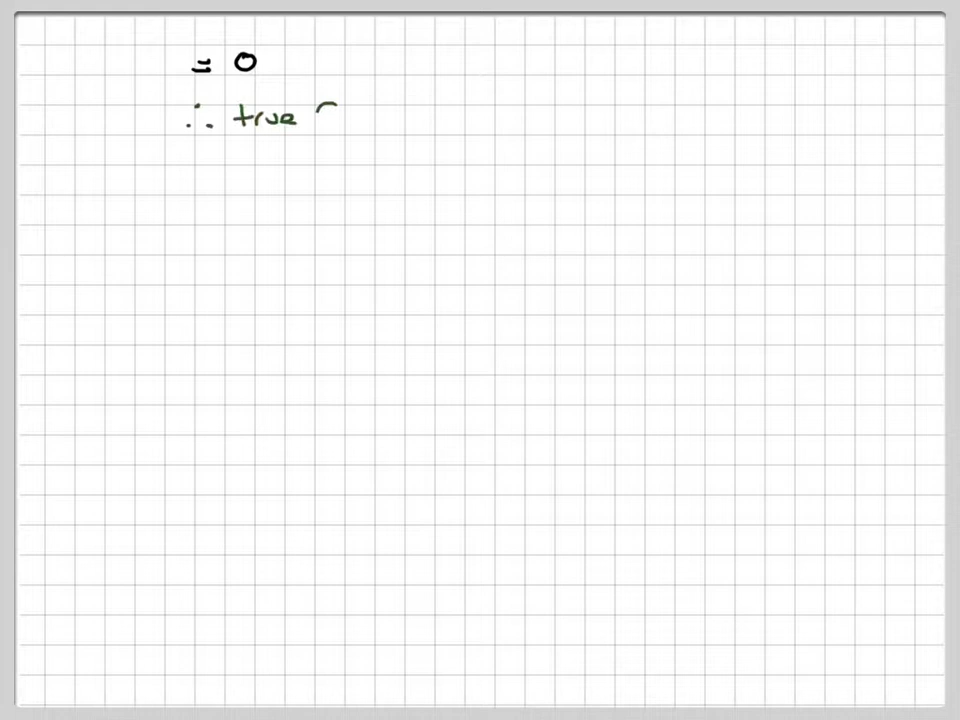 = 0
∴ true